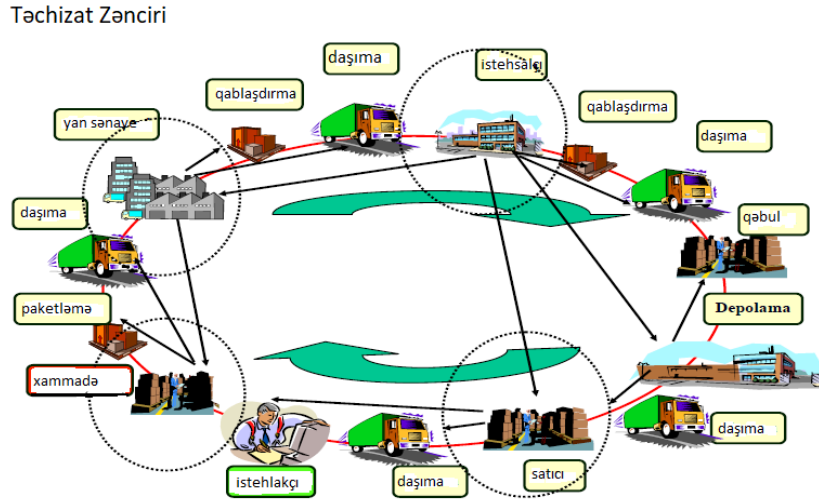 Təchizat Zənciri
daşıma
istehsalçı
qablaşdırma
qablaşdırma
yan sənaye
daşıma
daşıma
qəbul
paketləmə
Depolama
xammadə
daşıma
istehlakçı
daşıma
satıcı